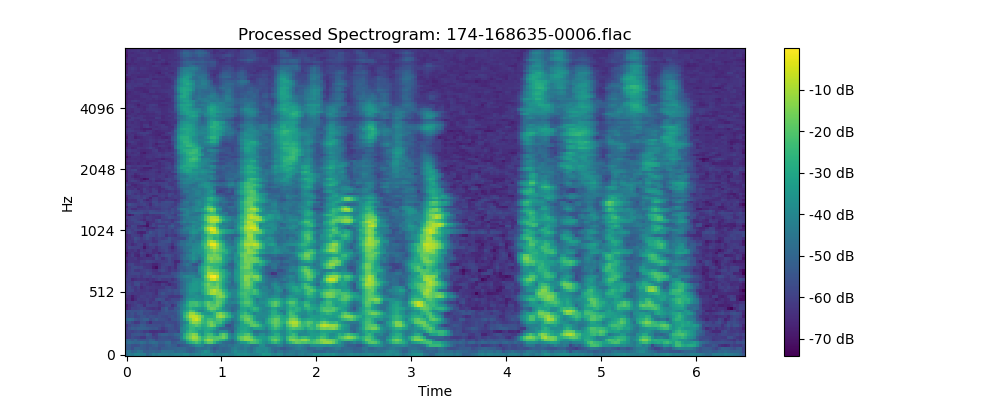 Processed Spectrogram: 174-168635-0006.flac
Hz
4096
2048
1024
512
0
0 1 2 3 4 5 6
Time
-10 dB
-20 dB
-30 dB
-40 dB
-50 dB
-60 dB
-70 dB